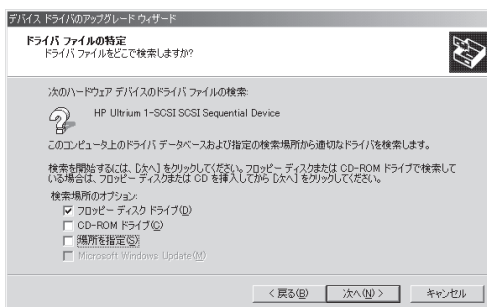 デバイス ドライバのアップグレード ウィザード
ドライバ ファイルの特定
ドライバ ファイルをどこで検索しますか?
次のハードウェア デバイスのドライバ ファイルの検索:
HP Ultrium 1-SCSI SCSI Sequential Device
このコンピュータ上のドライバ データベースおよび指定の検索場所から適切なドライバを検索します。
検索を開始するには、[次へ] をクリックしてください。フロッピー ディスクまたは CD-ROM ドライブで検索して
いる場合は、フロッピー ディスクまたは CD を挿入してから [次へ] をクリックしてください。
検索場所のオプション:
フロッピー ディスク ドライブ(D)
CD-ROM ドライブ(C)
場所を指定(S)
Microsoft Windows Update(M)
< 戻る(B) 次へ(N) > キャンセル